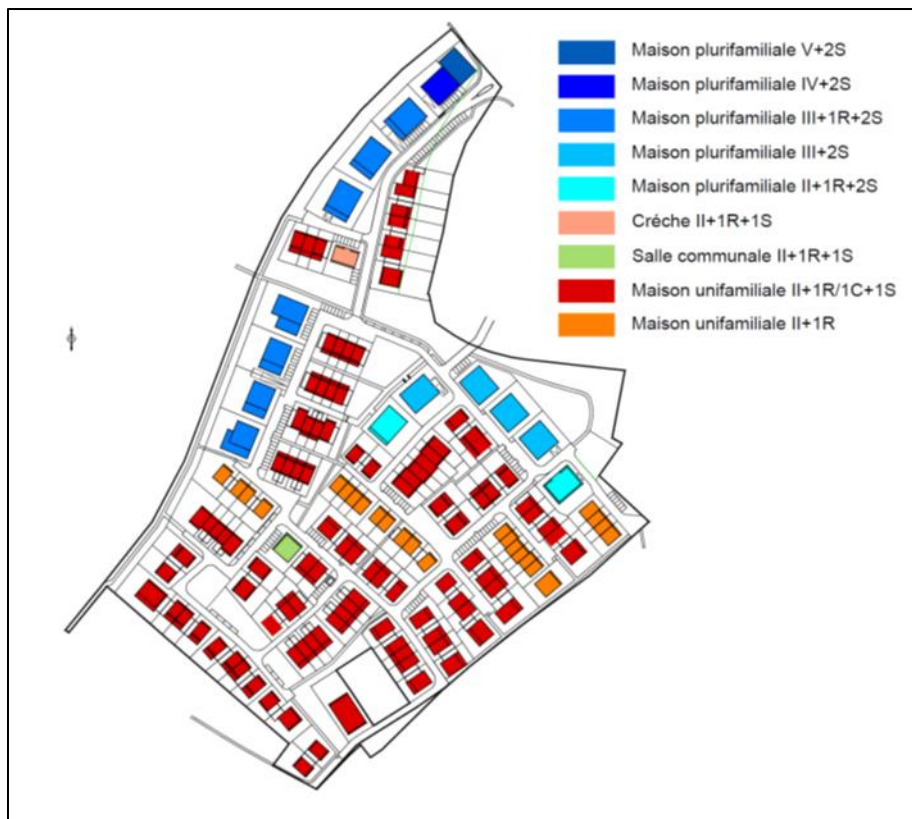 Maison plurifamiliale V+2S
Maison plurifamiliale IV+2S
Maison plurifamiliale III+1R+2S
Maison plurifamiliale III+2S
Maison plurifamiliale II+1R+2S
Créche II+1R+1S
Salle communale II+1R+1S
Maison unifamiliale II+1R/1C+1S
Maison unifamiliale II+1R